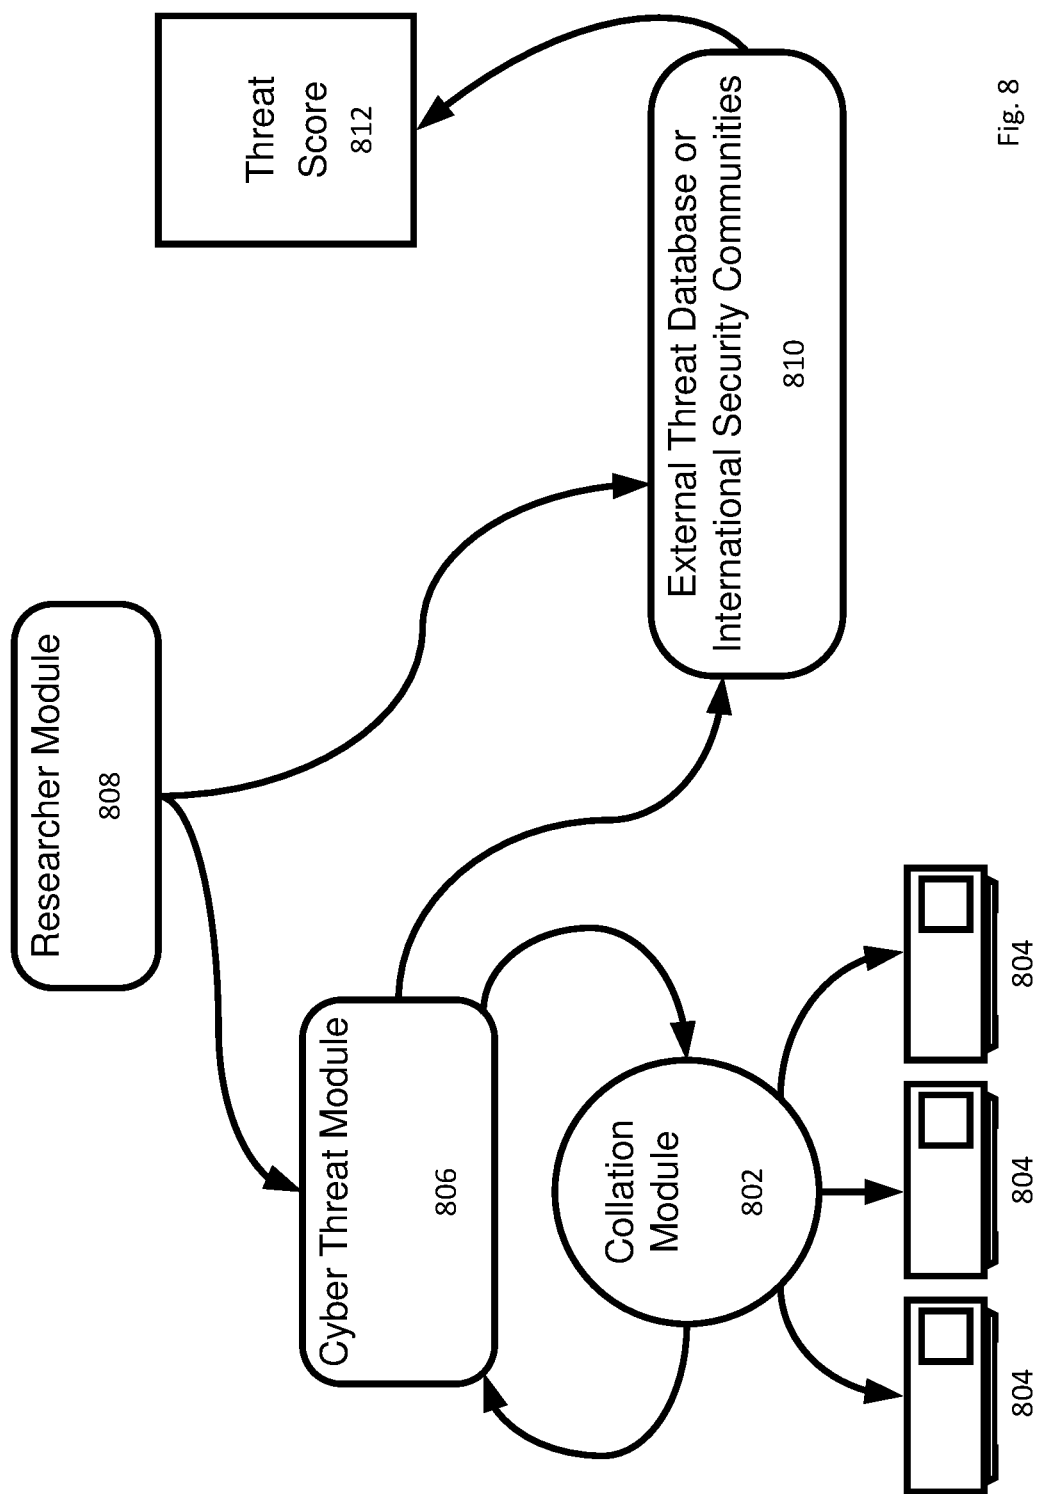 Researcher Module
808
Threat
Score
812
Cyber Threat Module
806
External Threat Database or
International Security Communities
810
Collation
Module
802
804
804
804
Fig. 8